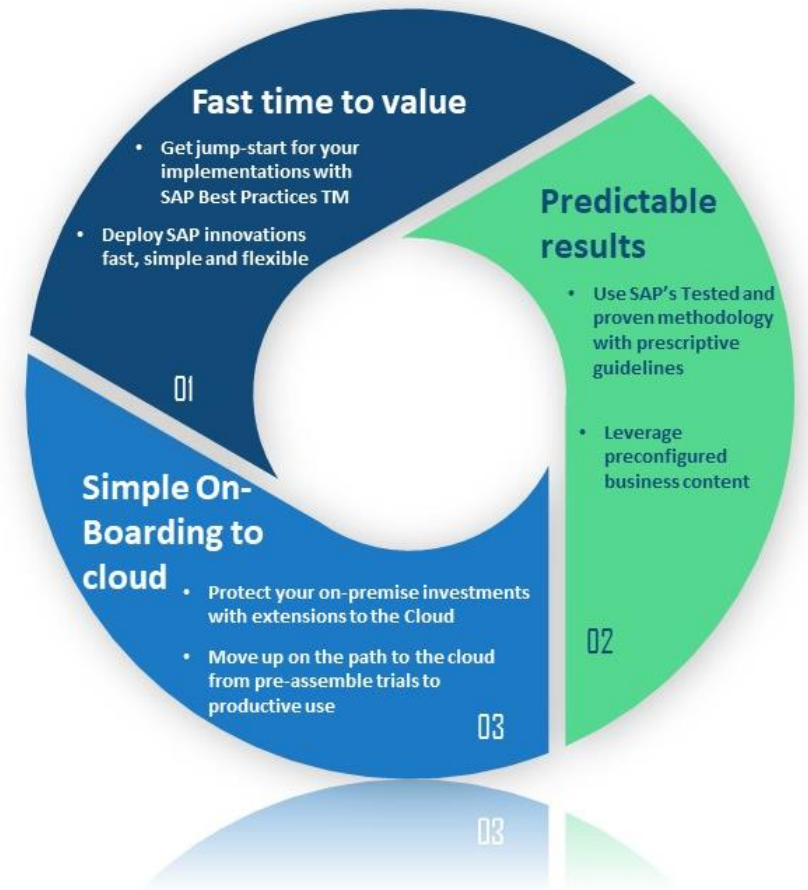 Fast time to value
• Get jump-start for your
implementations with
SAP Best Practices TM
• Deploy SAP innovations
fast, simple and flexible
01
Predictable
results
• Use SAP's Tested and
proven methodology
with prescriptive
guidelines
• Leverage
preconfigured
business content
02
Simple On-
Boarding to
cloud
• Protect your on-premise investments
with extensions to the Cloud
• Move up on the path to the cloud
from pre-assemble trials to
productive use
03
03